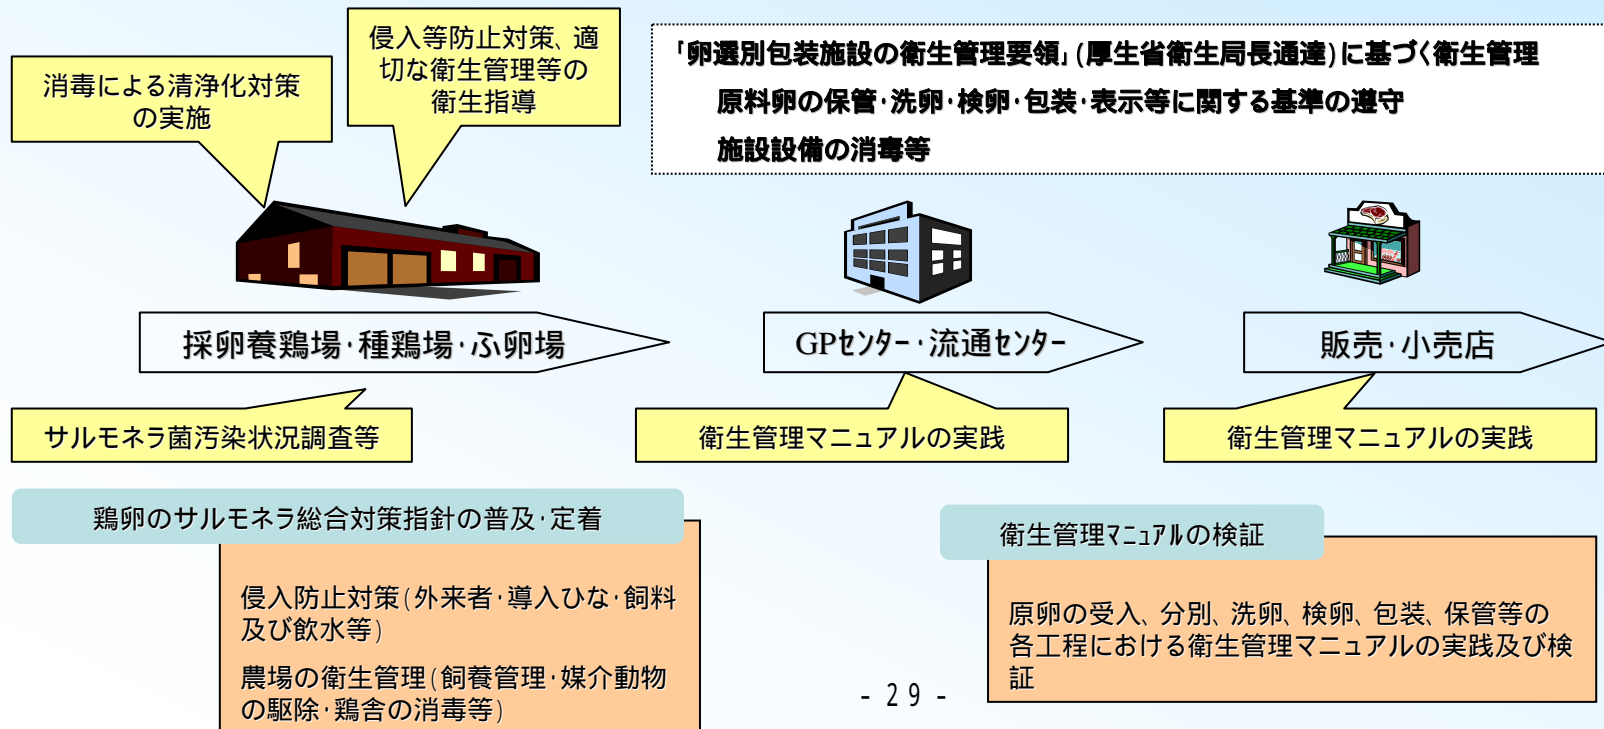 消毒による清浄化対策
の実施
侵入等防止対策、適
切な衛生管理等の
衛生指導
「卵選別包装施設の衛生管理要領」(厚生省衛生局長通達)に基づく衛生管理
原料卵の保管・洗卵・検卵・包装・表示等に関する基準の遵守
施設設備の消毒等
採卵養鶏場・種鶏場・ふ卵場
GPセンター・流通センター
販売・小売店
サルモネラ菌汚染状況調査等
衛生管理マニュアルの実践
衛生管理マニュアルの実践
鶏卵のサルモネラ総合対策指針の普及・定着
侵入防止対策(外来者・導入ひな・飼料
及び飲水等)
農場の衛生管理(飼養管理・媒介動物
の駆除・鶏舎の消毒等)
衛生管理マニュアルの検証
原卵の受入、分別、洗卵、検卵、包装、保管等の
各工程における衛生管理マニュアルの実践及び検
証
- 29 -